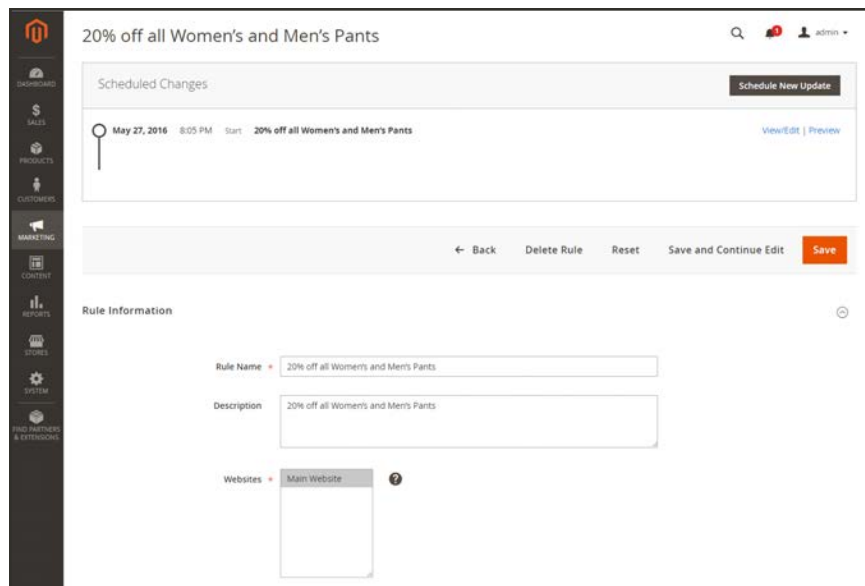 20% off all Women's and Men's Pants
1
admin
DASHBOARD
SALES
PRODUCTS
CUSTOMERS
MARKETING
CONTENT
REPORTS
STORES
SYSTEM
FIND PARTNERS
& EXTENSIONS
Scheduled Changes
Schedule New Update
May 27, 2016 8:05 PM Start 20% off all Women's and Men's Pants View/Edit | Preview
← Back Delete Rule Reset Save and Continue Edit Save
Rule Information
Rule Name * 20% off all Women's and Men's Pants
Description 20% off all Women's and Men's Pants
Websites * Main Website ?